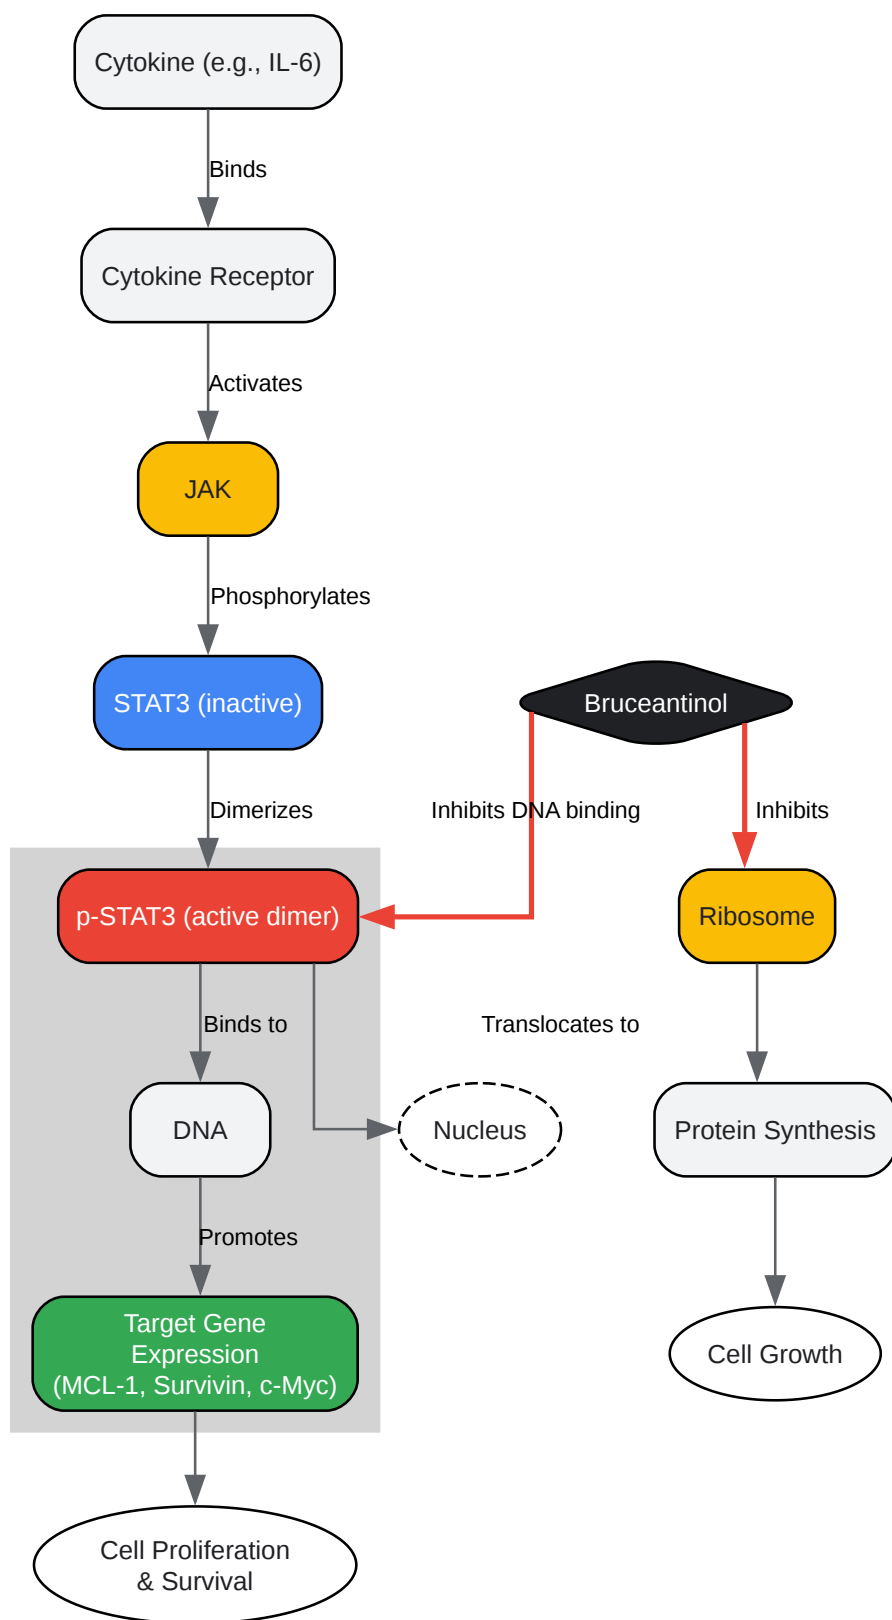 Cytokine (e.g., IL-6)
Binds
Cytokine Receptor
Activates
JAK
Phosphorylates
STAT3 (inactive)
Bruceantinol
Dimerizes
Inhibits DNA binding
Inhibits
p-STAT3 (active dimer)
Ribosome
Binds to
Translocates to
DNA
Nucleus
Protein Synthesis
Promotes
Target Gene
Expression
(MCL-1, Survivin, c-Myc)
Cell Growth
Cell Proliferation
& Survival